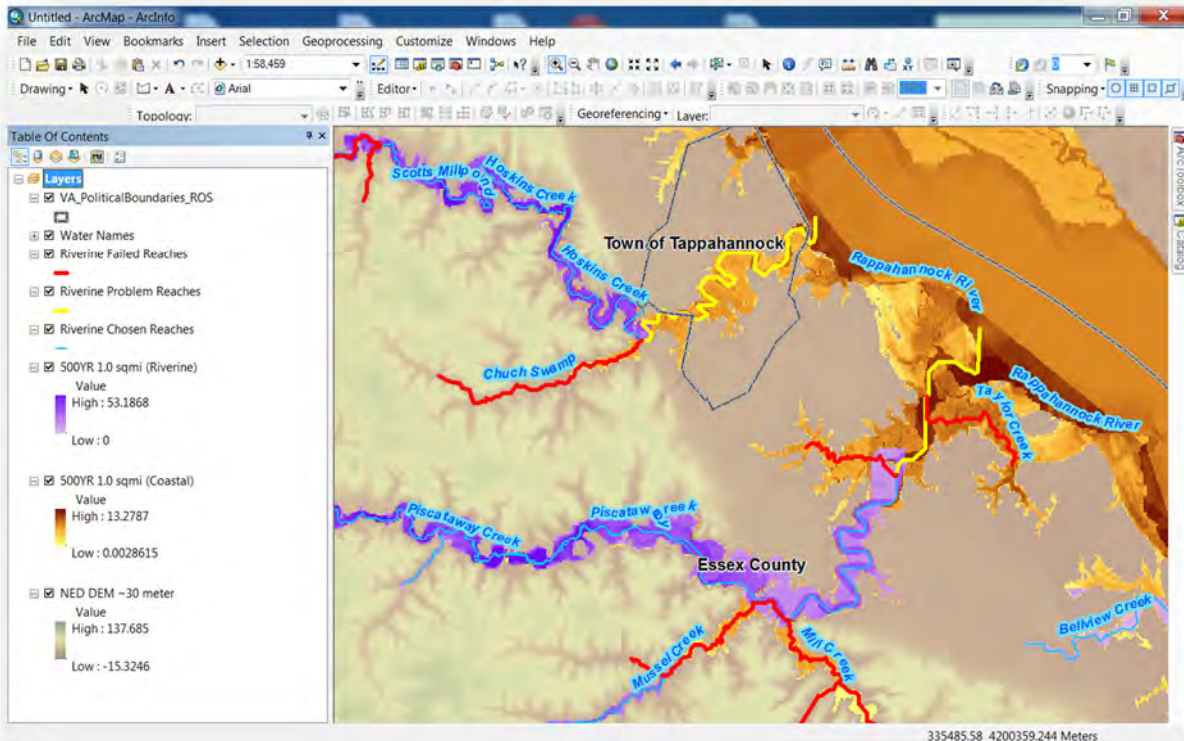 Untitled - ArcMap - ArcInfo
File Edit View Bookmarks Insert Selection Geoprocessing Customize Windows Help
1:58,459
Drawing Arial Editor Snapping
Topology: Georeferencing Layer:
Table Of Contents
Layers
VA_PoliticalBoundaries_ROS
Water Names
Riverine Failed Reaches
Riverine Problem Reaches
Riverine Chosen Reaches
500YR 1.0 sqmi (Riverine)
Value
High : 53.1868
Low : 0
500YR 1.0 sqmi (Coastal)
Value
High : 13.2787
Low : 0.0028615
NED DEM ~30 meter
Value
High : 137.685
Low : -15.3246
Scotts Millpond
Hoskins Creek
Hoskins Creek
Town of Tappahannock
Rappahannock River
Chuch Swamp
Rappahannock River
Taylor Creek
Piscataway Creek
Essex County
Bellview Creek
Mussel Creek
Mill Creek
ArcToolbox
Catalog
335485.58 4200359.244 Meters